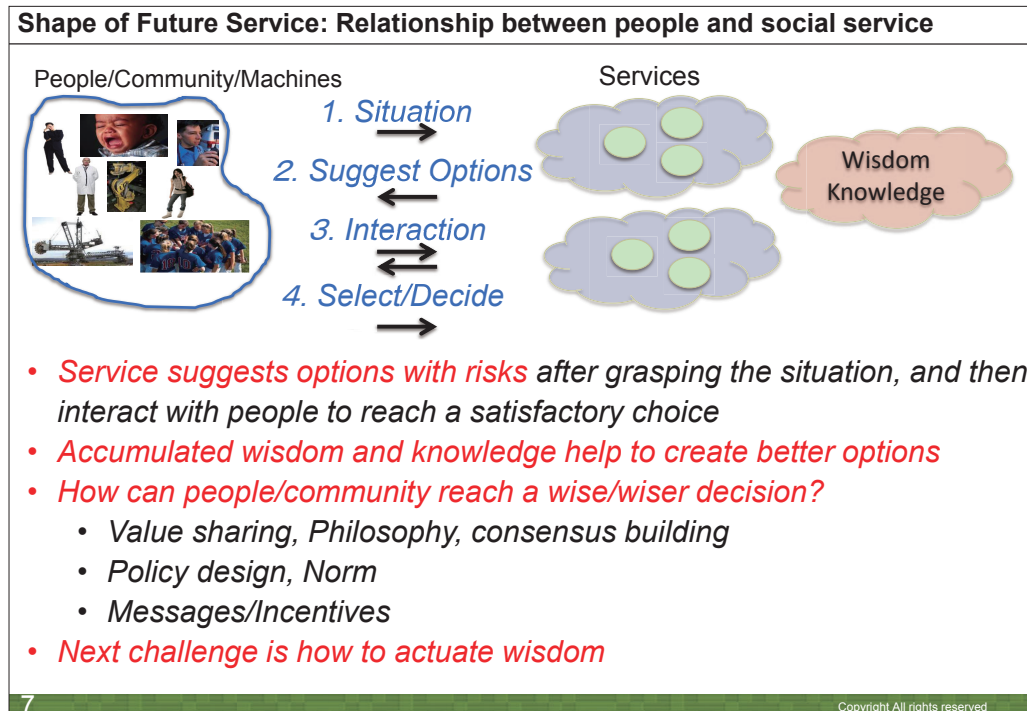 Shape of Future Service: Relationship between people and social service
People/Community/Machines
Services
1. Situation
2. Suggest Options
3. Interaction
4. Select/Decide
Wisdom
Knowledge
• Service suggests options with risks after grasping the situation, and then
interact with people to reach a satisfactory choice
• Accumulated wisdom and knowledge help to create better options
• How can people/community reach a wise/wiser decision?
• Value sharing, Philosophy, consensus building
• Policy design, Norm
• Messages/Incentives
• Next challenge is how to actuate wisdom
7
Copyright All rights reserved